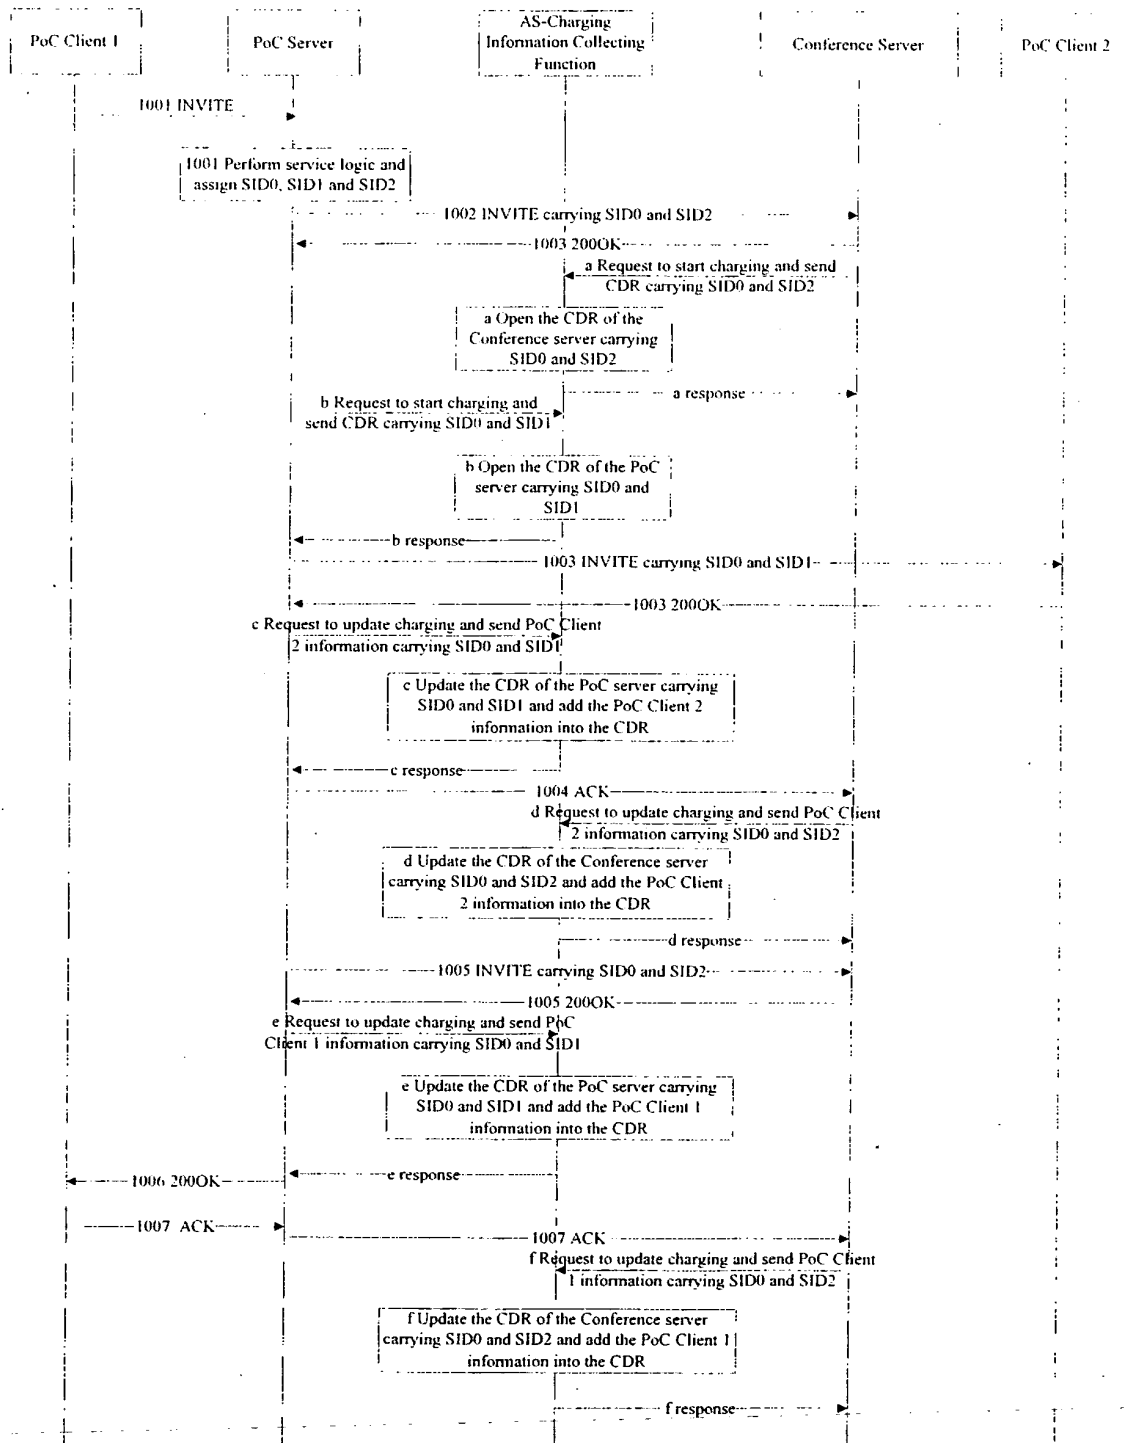 PoC Client 1
PoC Server
AS-Charging
Information Collecting
Function
Conference Server
PoC Client 2
1001 INVITE
1001 Perform service logic and
assign SID0, SID1 and SID2
1002 INVITE carrying SID0 and SID2
1003 200OK
a Request to start charging and send
CDR carrying SID0 and SID2
a Open the CDR of the
Conference server carrying
SID0 and SID2
a response
b Request to start charging and
send CDR carrying SID0 and SID1
b Open the CDR of the PoC
server carrying SID0 and
SID1
b response
1003 INVITE carrying SID0 and SID1
1003 200OK
c Request to update charging and send PoC Client
2 information carrying SID0 and SID1
c Update the CDR of the PoC server carrying
SID0 and SID1 and add the PoC Client 2
information into the CDR
c response
1004 ACK
d Request to update charging and send PoC Client
2 information carrying SID0 and SID2
d Update the CDR of the Conference server
carrying SID0 and SID2 and add the PoC Client
2 information into the CDR
d response
1005 INVITE carrying SID0 and SID2
1005 200OK
e Request to update charging and send PoC
Client 1 information carrying SID0 and SID1
e Update the CDR of the PoC server carrying
SID0 and SID1 and add the PoC Client 1
information into the CDR
e response
1006 200OK
1007 ACK
1007 ACK
f Request to update charging and send PoC Client
1 information carrying SID0 and SID2
f Update the CDR of the Conference server
carrying SID0 and SID2 and add the PoC Client 1
information into the CDR
f response